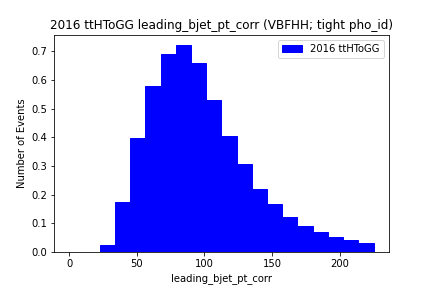 2016 ttHToGG leading_bjet_pt_corr (VBFHH; tight pho_id)
2016 ttHToGG
Number of Events
0.7
0.6
0.5
0.4
0.3
0.2
0.1
0.0
0 50 100 150 200
leading_bjet_pt_corr